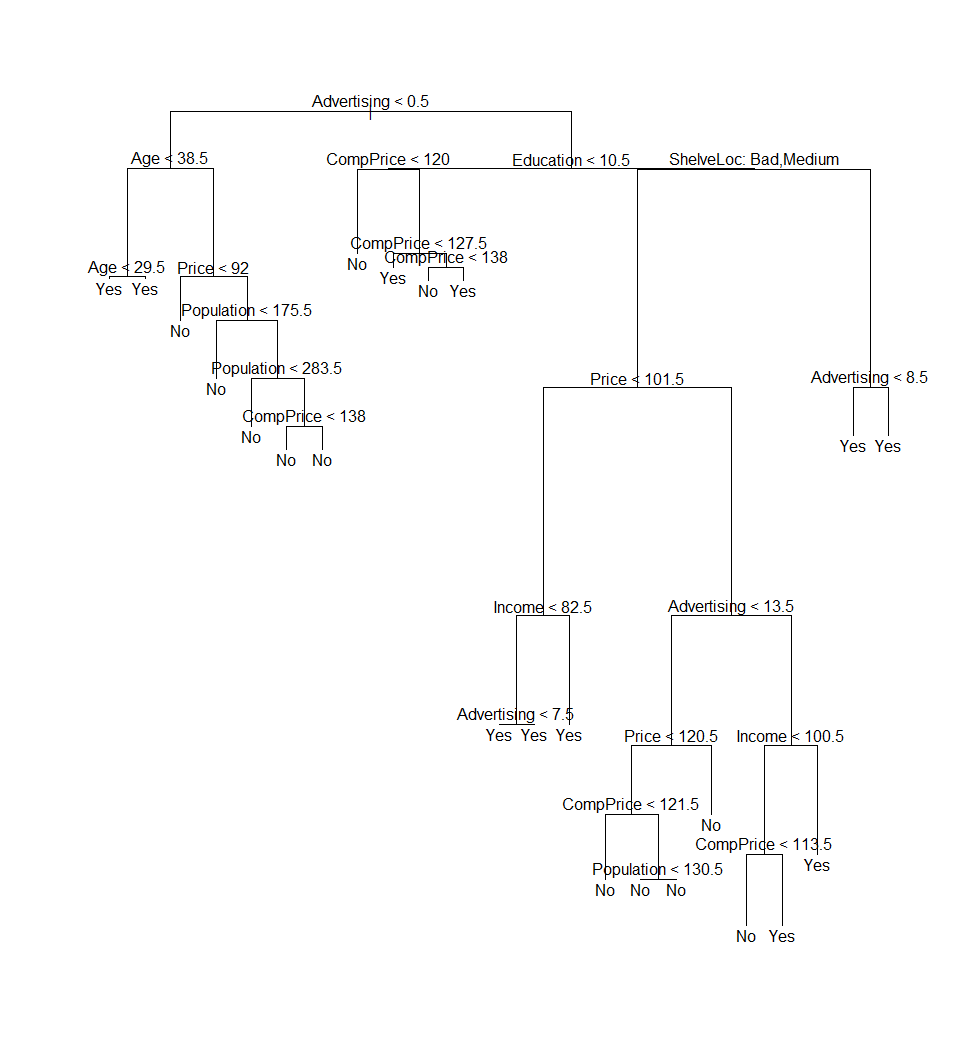 Advertising < 0.5
Age < 38.5
CompPrice < 120
Education < 10.5
ShelveLoc: Bad,Medium
CompPrice < 127.5
CompPrice < 138
Age < 29.5
Price < 92
No
Yes
Yes Yes
No Yes
Population < 175.5
No
Population < 283.5
No
Price < 101.5
Advertising < 8.5
CompPrice < 138
No
Yes Yes
No No
Income < 82.5
Advertising < 13.5
Advertising < 7.5
Yes Yes Yes
Price < 120.5
Income < 100.5
CompPrice < 121.5
No
CompPrice < 113.5
Yes
Population < 130.5
No No No
No Yes